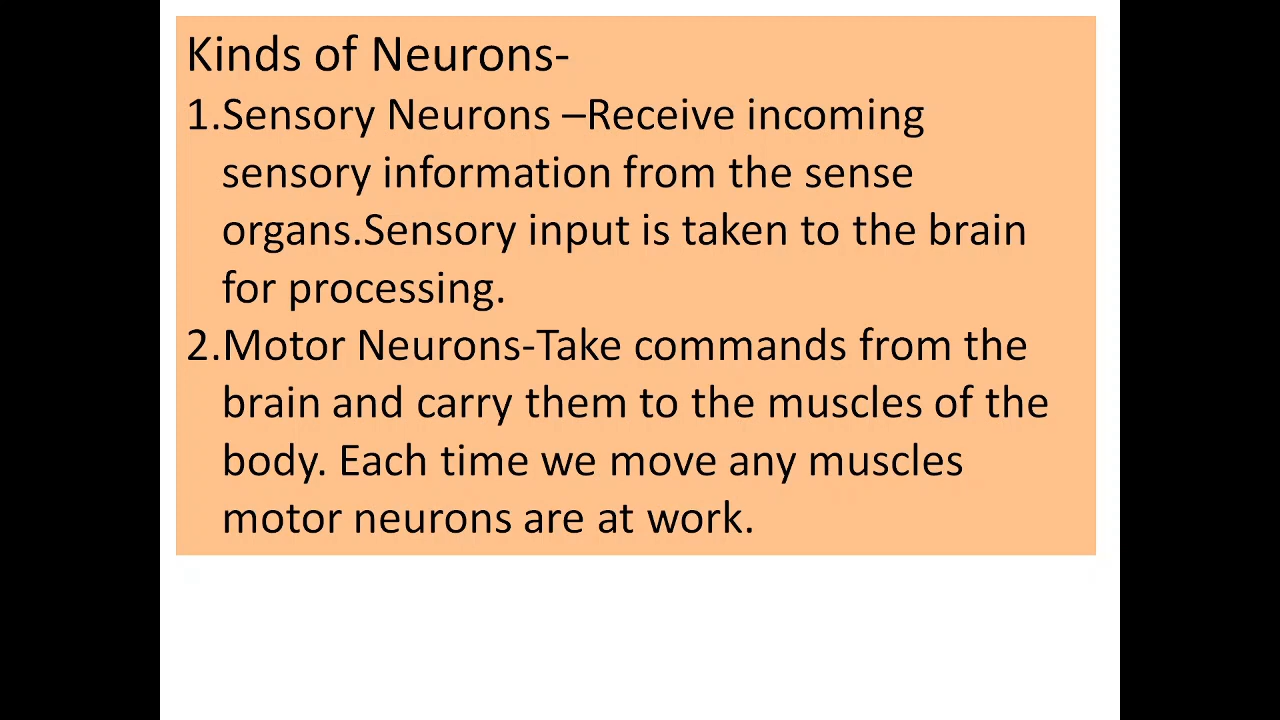 Kinds of Neurons-
1.Sensory Neurons –Receive incoming
sensory information from the sense
organs.Sensory input is taken to the brain
for processing.
2.Motor Neurons-Take commands from the
brain and carry them to the muscles of the
body. Each time we move any muscles
motor neurons are at work.